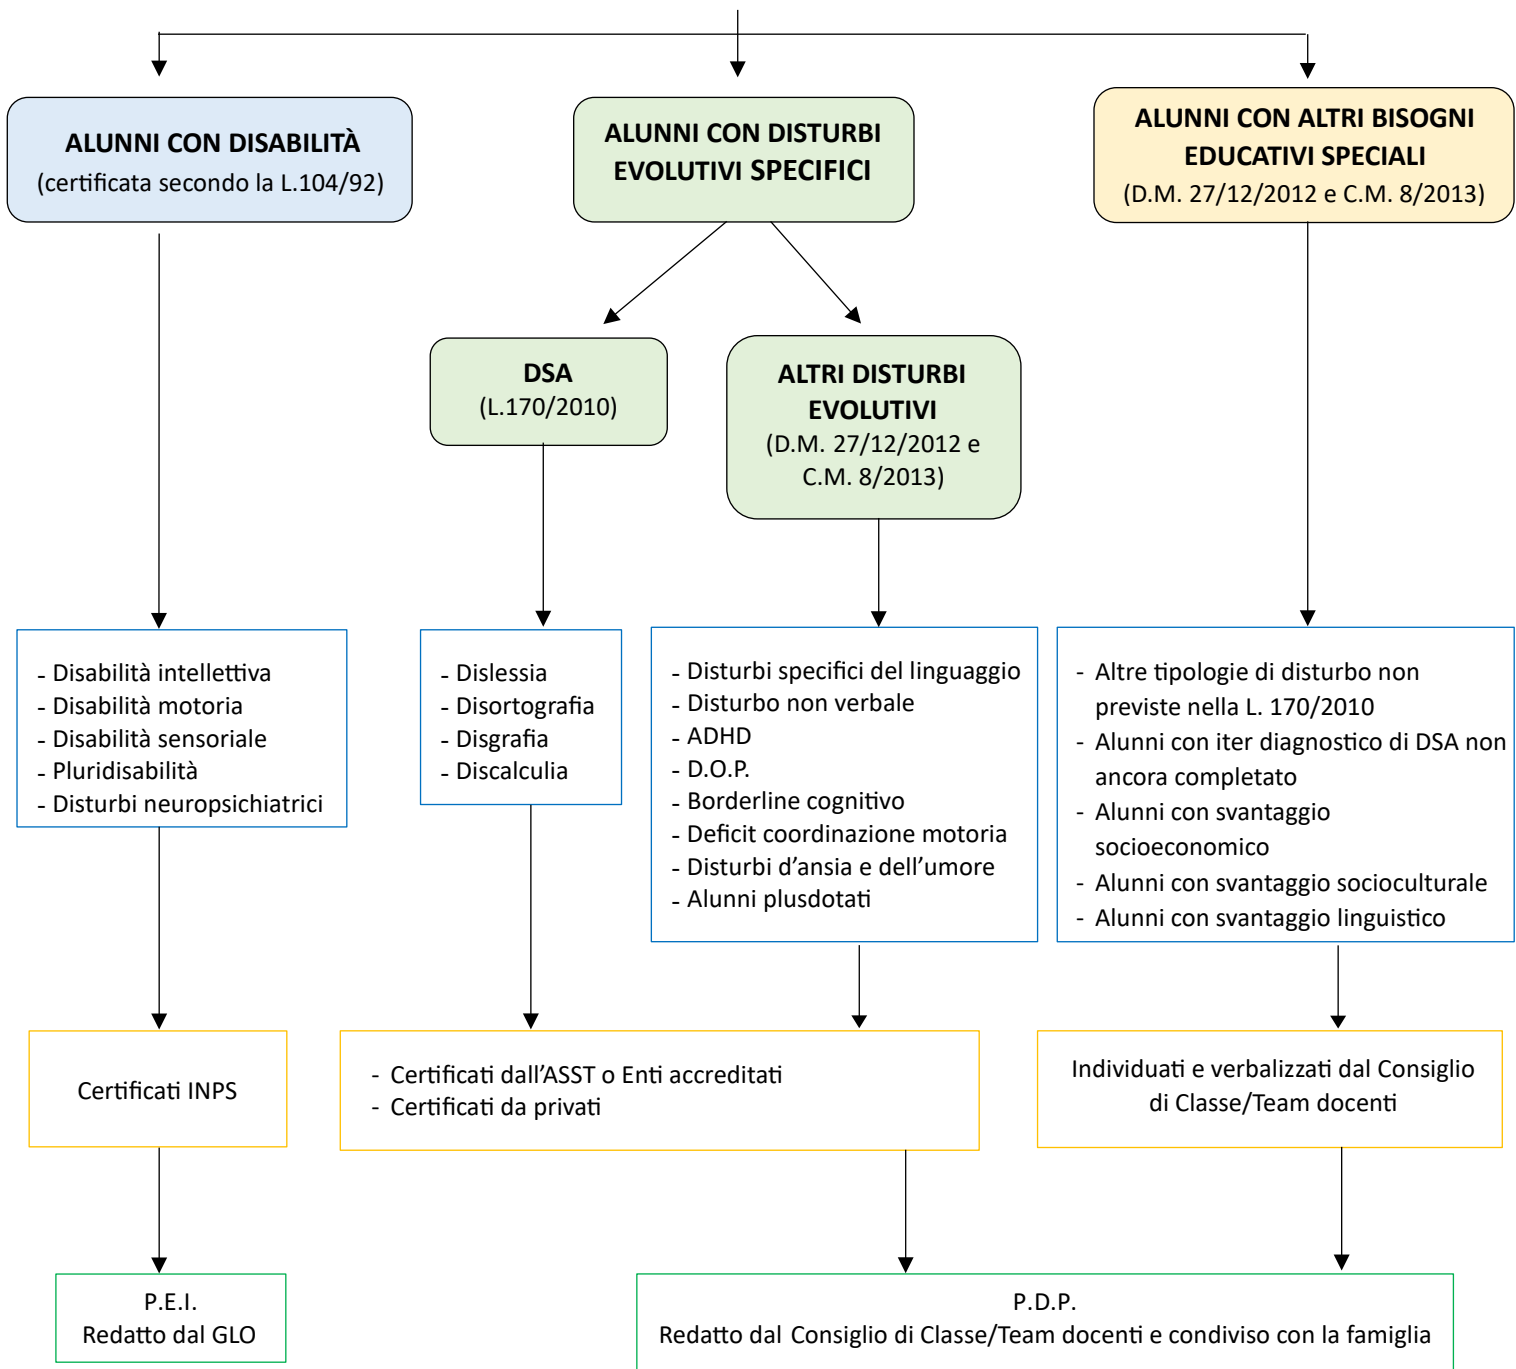 ALUNNI CON DISABILITÀ
(certificata secondo la L.104/92)
ALUNNI CON DISTURBI
EVOLUTIVI SPECIFICI
ALUNNI CON ALTRI BISOGNI
EDUCATIVI SPECIALI
(D.M. 27/12/2012 e C.M. 8/2013)
DSA
(L.170/2010)
ALTRI DISTURBI
EVOLUTIVI
(D.M. 27/12/2012 e
C.M. 8/2013)
- Disabilità intellettiva
- Disabilità motoria
- Disabilità sensoriale
- Pluridisabilità
- Disturbi neuropsichiatrici
- Dislessia
- Disortografia
- Disgrafia
- Discalculia
- Disturbi specifici del linguaggio
- Disturbo non verbale
- ADHD
- D.O.P.
- Borderline cognitivo
- Deficit coordinazione motoria
- Disturbi d'ansia e dell'umore
- Alunni plusdotati
- Altre tipologie di disturbo non
previste nella L. 170/2010
- Alunni con iter diagnostico di DSA non
ancora completato
- Alunni con svantaggio
socioeconomico
- Alunni con svantaggio socioculturale
- Alunni con svantaggio linguistico
Certificati INPS
- Certificati dall'ASST o Enti accreditati
- Certificati da privati
Individuati e verbalizzati dal Consiglio
di Classe/Team docenti
P.E.I.
Redatto dal GLO
P.D.P.
Redatto dal Consiglio di Classe/Team docenti e condiviso con la famiglia